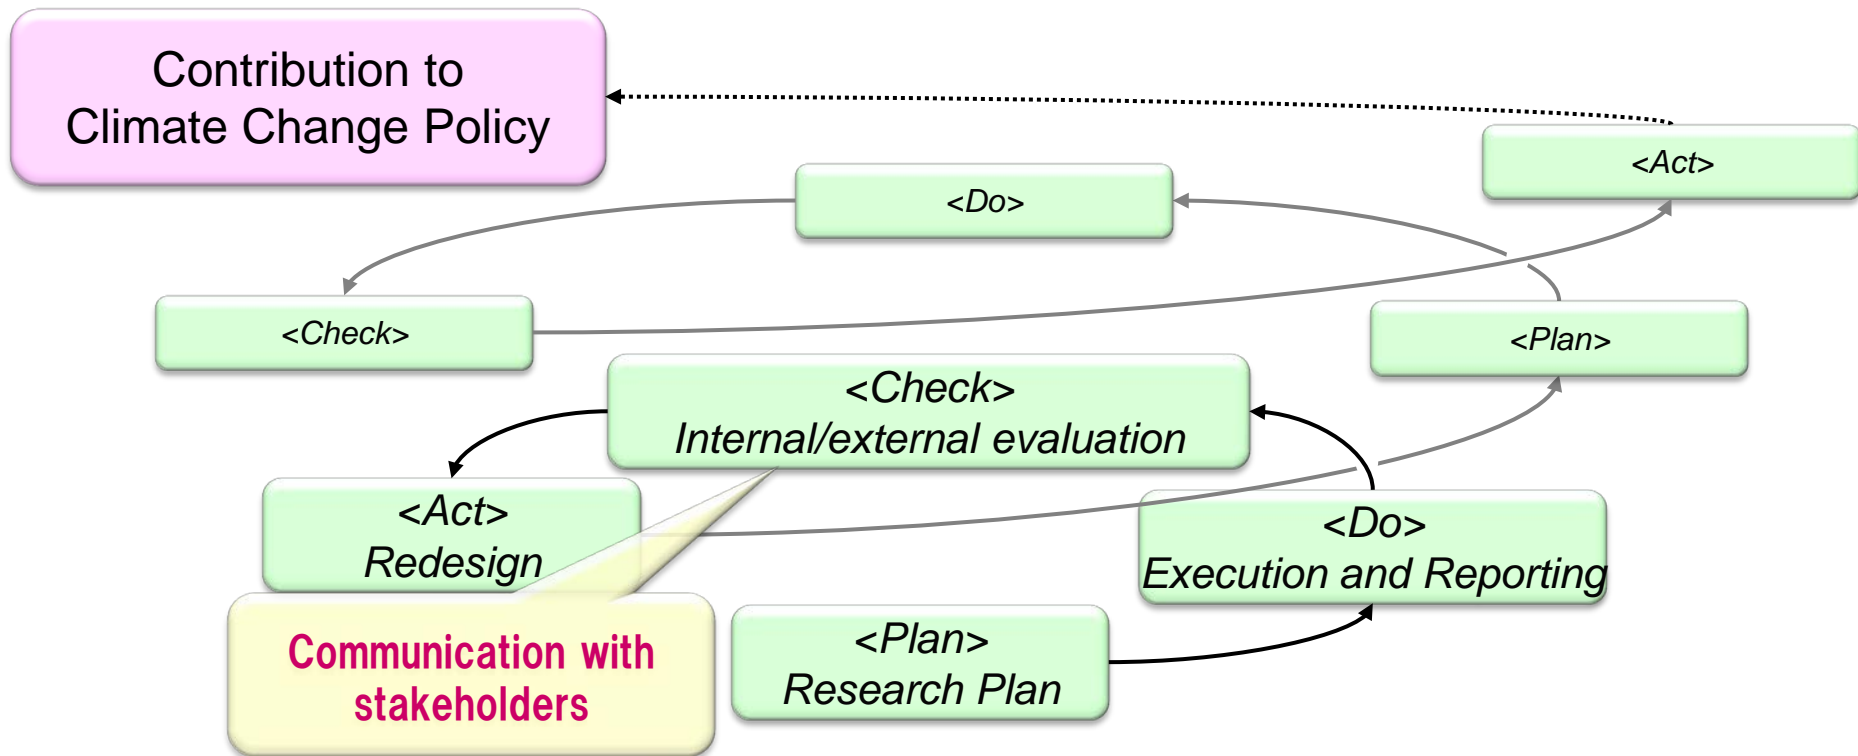 Contribution to
Climate Change Policy
<Act>
<Do>
<Check>
<Plan>
<Check>
Internal/external evaluation
<Act>
Redesign
<Do>
Execution and Reporting
Communication with
stakeholders
<Plan>
Research Plan